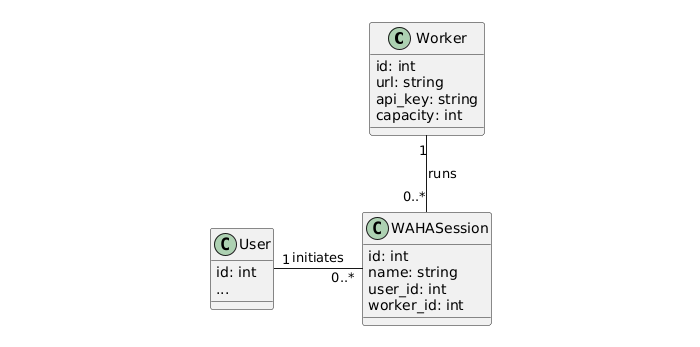 C Worker
id: int
url: string
api_key: string
capacity: int
1
runs
0..*
C User
id: int
...
1 initiates
0..*
C WAHASession
id: int
name: string
user_id: int
worker_id: int